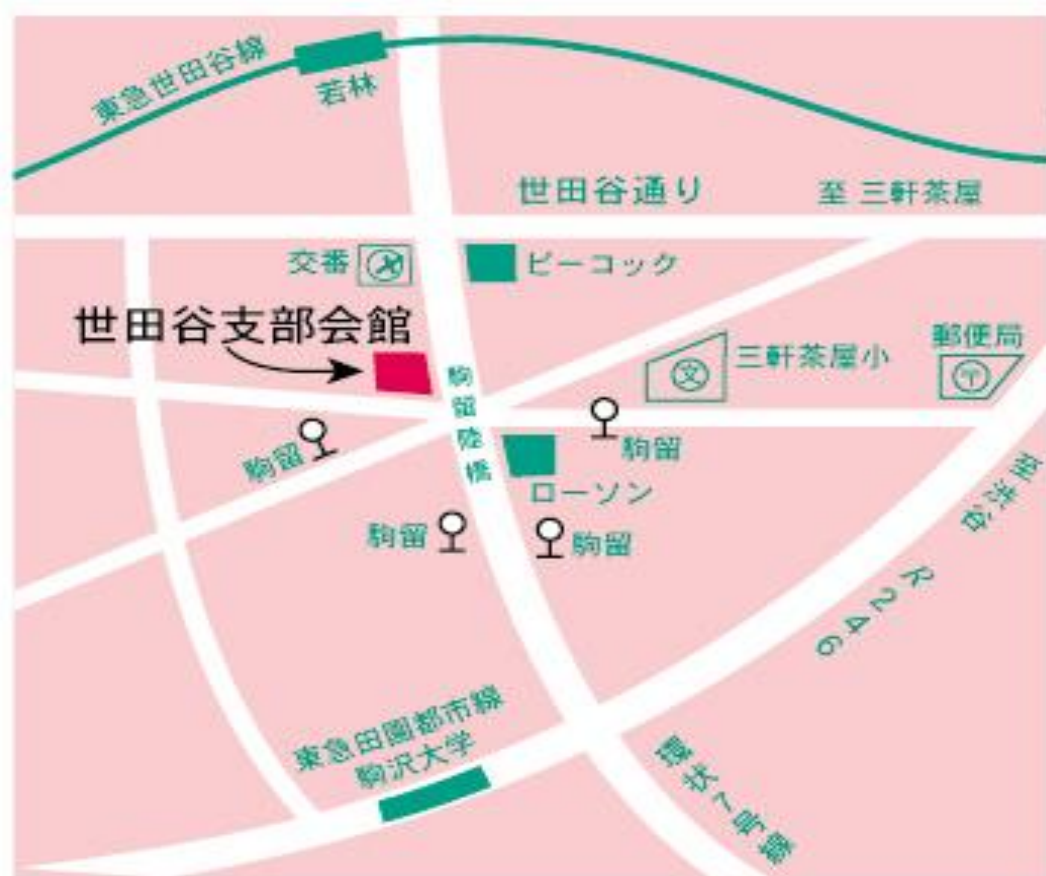 東急世田谷線
若林
世田谷通り
至 三軒茶屋
交番
ピーコック
世田谷支部会館
駒留陸橋
文
三軒茶屋小
郵便局
〒
駒留
駒留
ローソン
駒留
駒留
至渋谷
R246
東急田園都市線
駒沢大学
環状7号線